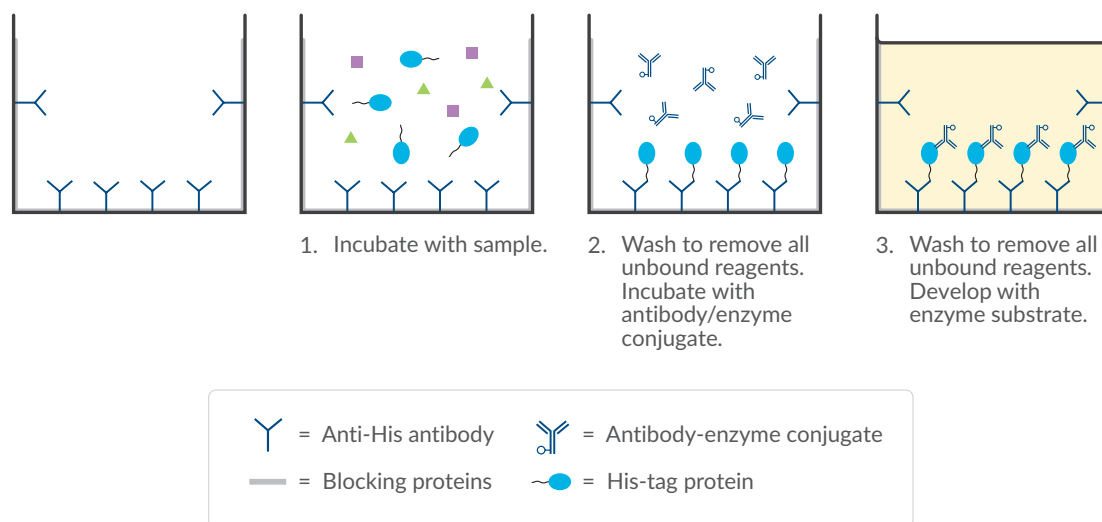 1. Incubate with sample.
2. Wash to remove all
unbound reagents.
Incubate with
antibody/enzyme
conjugate.
3. Wash to remove all
unbound reagents.
Develop with
enzyme substrate.
= Anti-His antibody
= Antibody-enzyme conjugate
= Blocking proteins
= His-tag protein